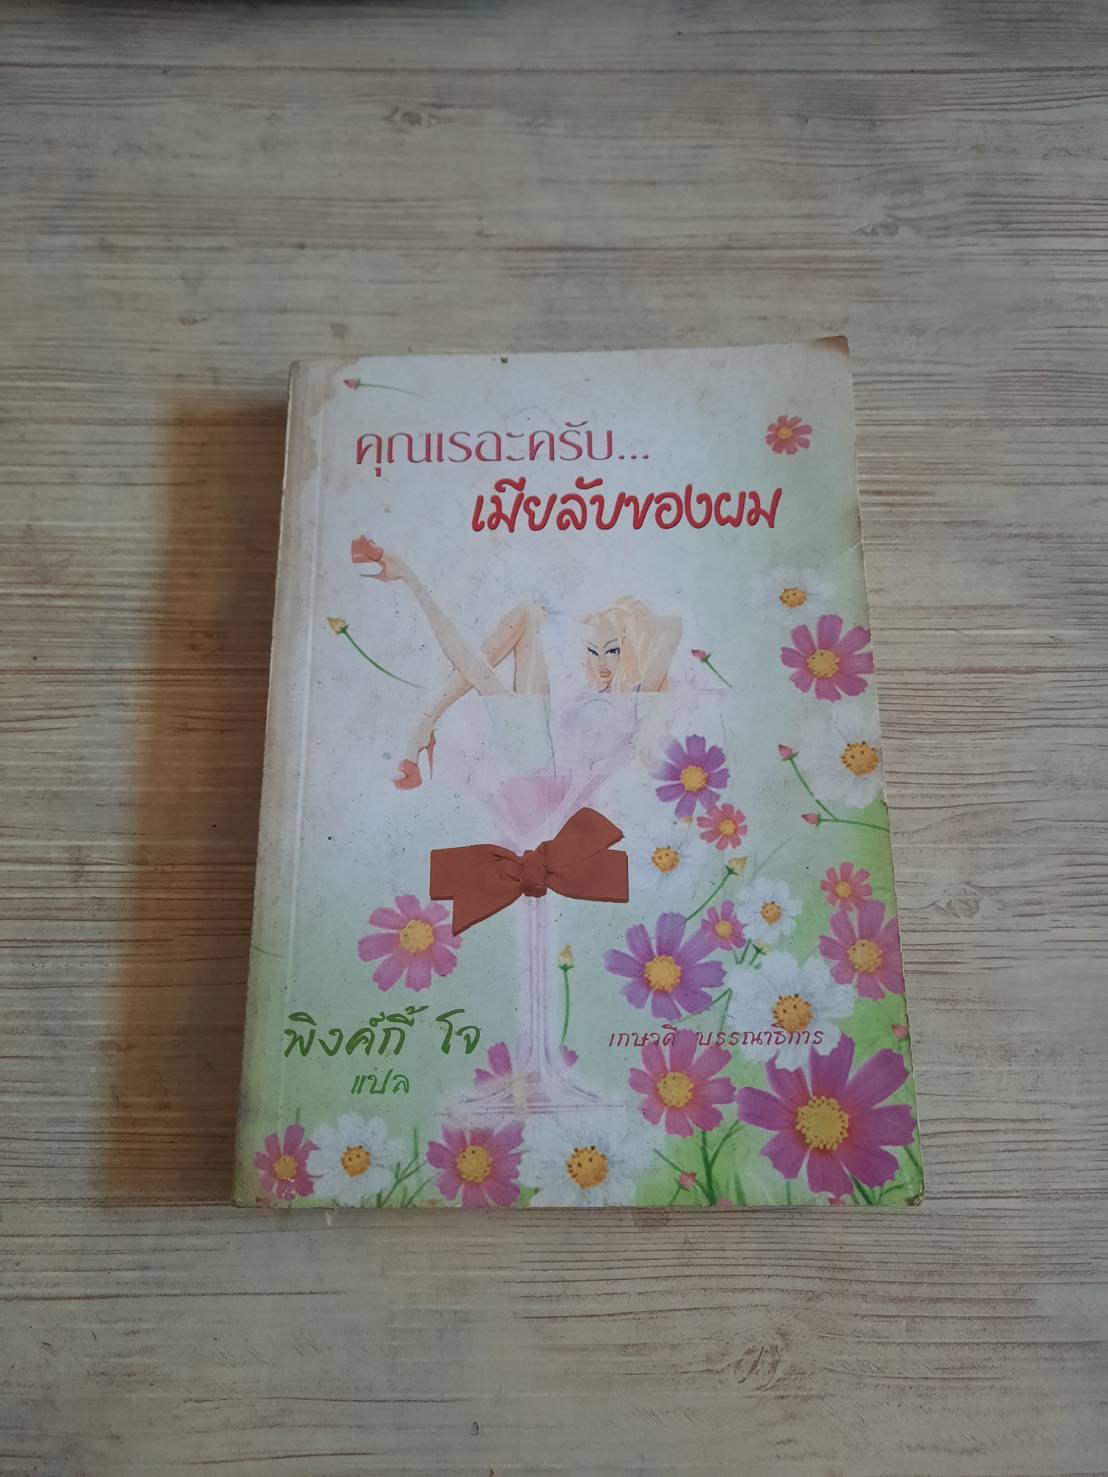 คุณเรอะครับ...
เมียลับของผม
พิงค์กี้ โจ
แปล
เกษวดี บรรณาธิการ